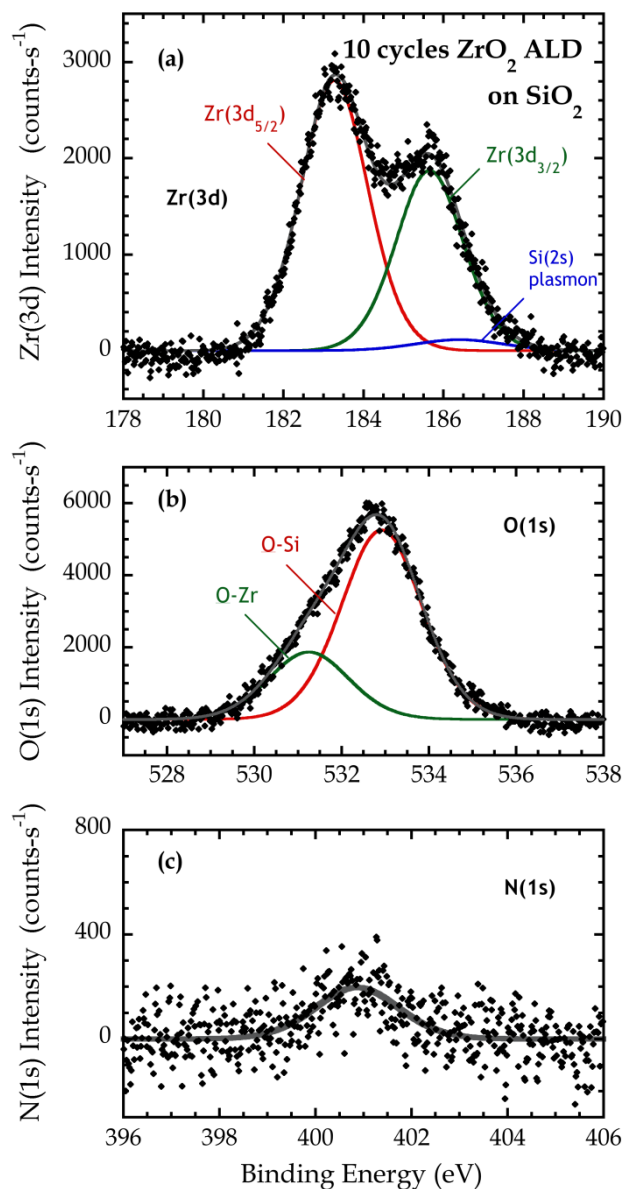 (a)
10 cycles ZrO₂ ALD
on SiO₂
Zr(3d₅/₂)
Zr(3d₃/₂)
Zr(3d)
Si(2s)
plasmon
Zr(3d) Intensity (counts-s⁻¹)
3000
2000
1000
0
178 180 182 184 186 188 190
(b)
O(1s)
O-Si
O-Zr
O(1s) Intensity (counts-s⁻¹)
6000
4000
2000
0
528 530 532 534 536 538
(c)
N(1s)
N(1s) Intensity (counts-s⁻¹)
800
400
0
396 398 400 402 404 406
Binding Energy (eV)